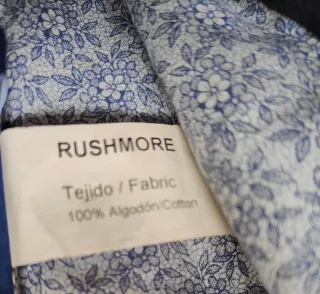 RUSHMORE
Tejido / Fabric
100% Algodón/Cotton